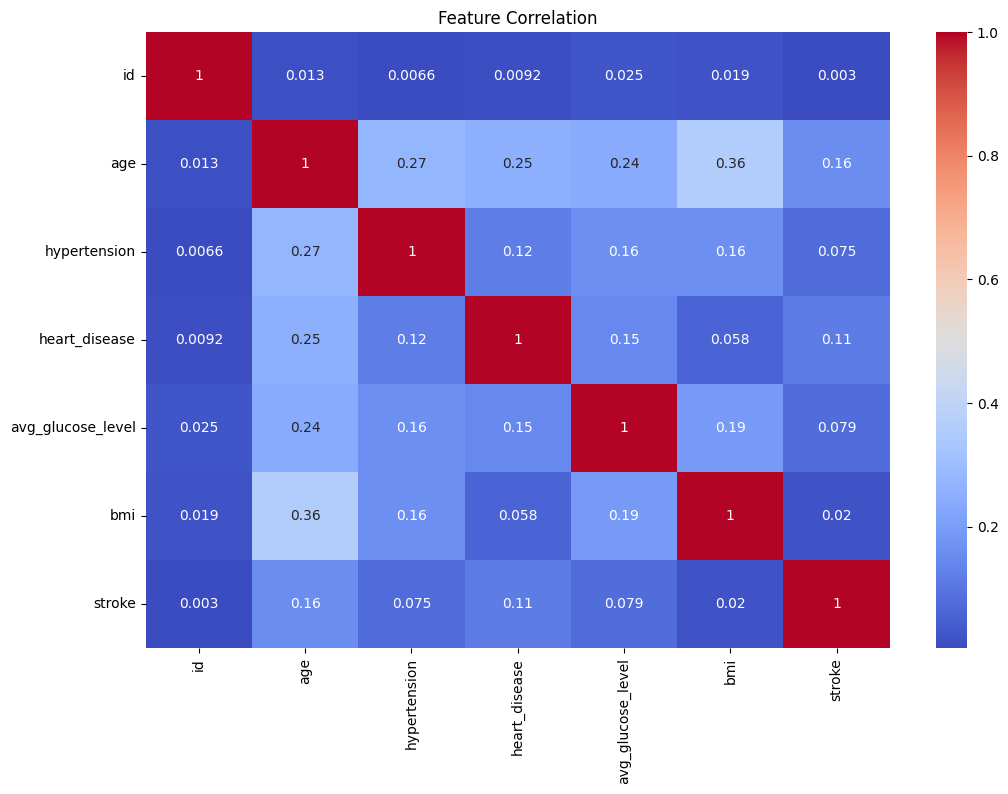 Feature Correlation
id 1 0.013 0.0066 0.0092 0.025 0.019 0.003
age 0.013 1 0.27 0.25 0.24 0.36 0.16
hypertension 0.0066 0.27 1 0.12 0.16 0.16 0.075
heart_disease 0.0092 0.25 0.12 1 0.15 0.058 0.11
avg_glucose_level 0.025 0.24 0.16 0.15 1 0.19 0.079
bmi 0.019 0.36 0.16 0.058 0.19 1 0.02
stroke 0.003 0.16 0.075 0.11 0.079 0.02 1
id age hypertension heart_disease avg_glucose_level bmi stroke
1.0
0.8
0.6
0.4
0.2